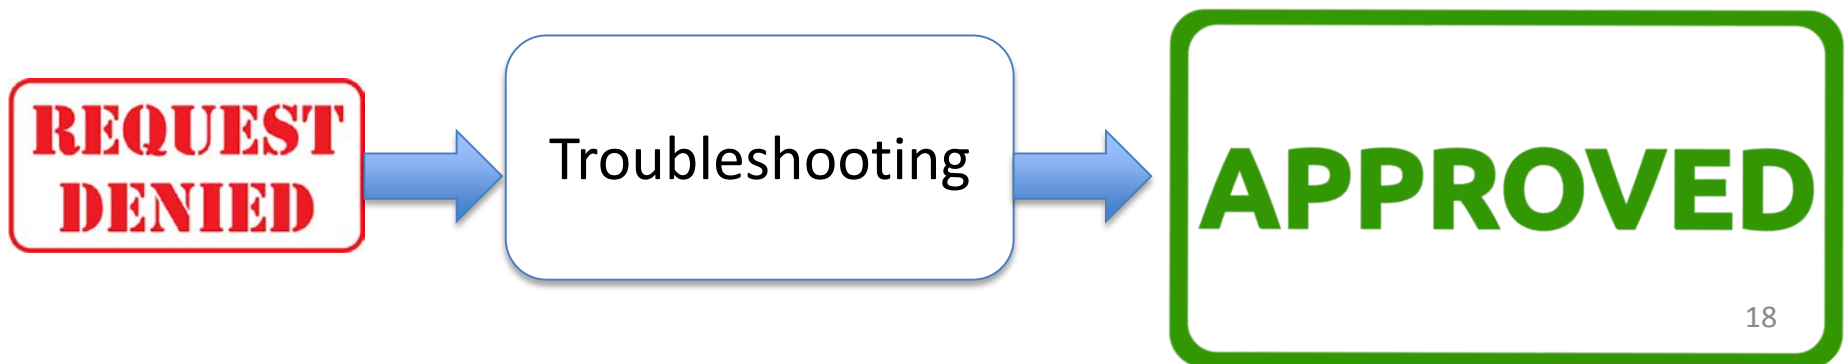 REQUEST
DENIED
Troubleshooting
APPROVED
18